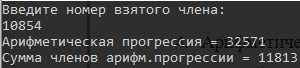 Введите номер взятого члена:
10854
Арифметическая прогрессия = 32571
Сумма членов арифм.прогрессии = 11813